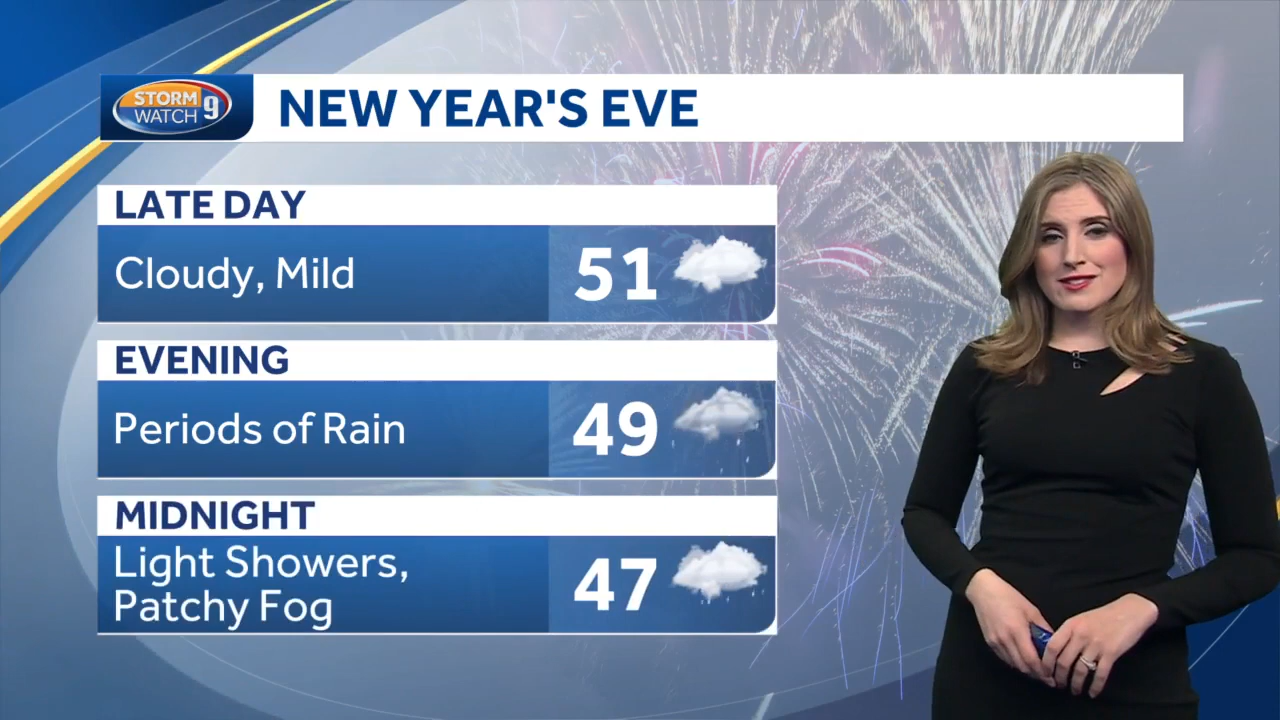 STORM
WATCH 9
NEW YEAR'S EVE
LATE DAY
Cloudy, Mild
51
EVENING
Periods of Rain
49
MIDNIGHT
Light Showers,
Patchy Fog
47